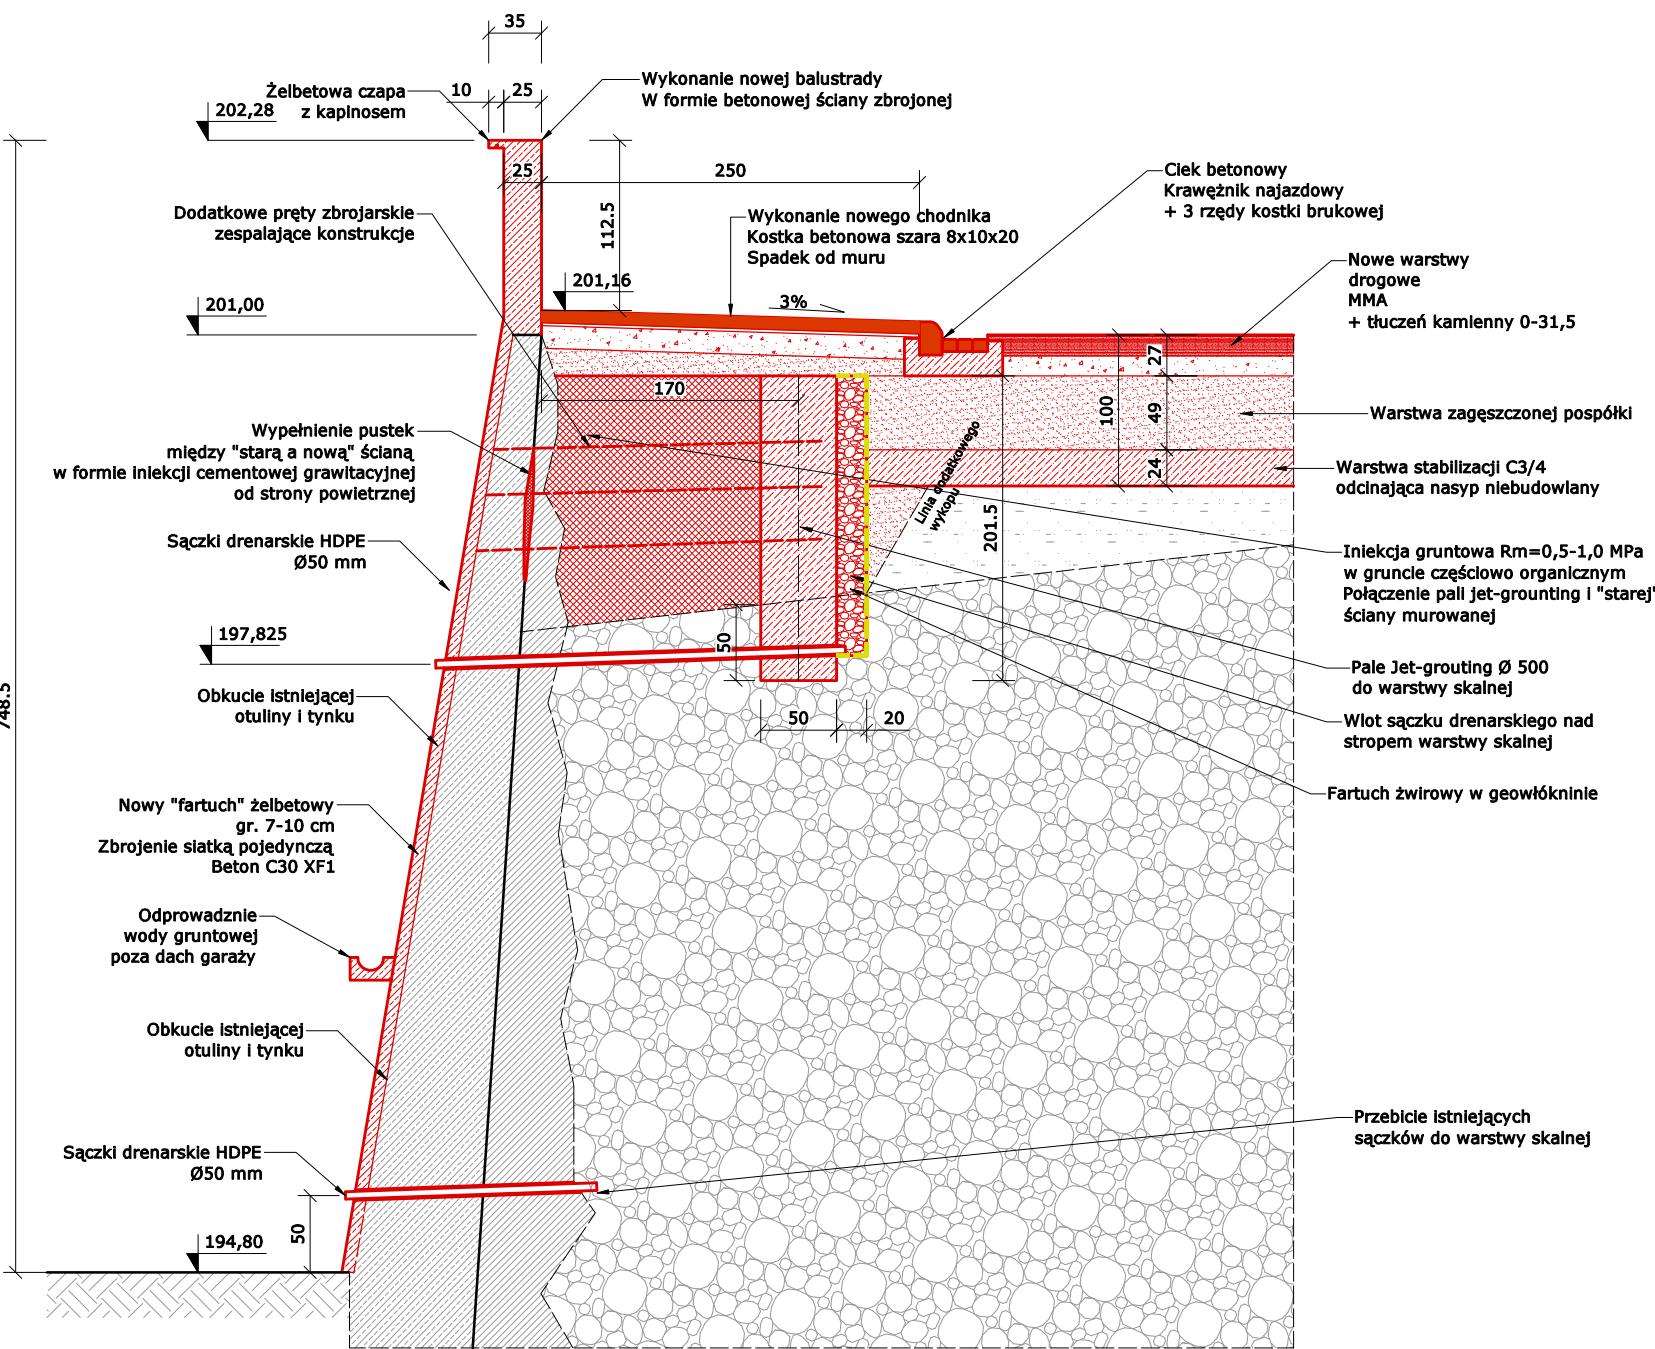 35
Żelbetowa czapa
z kapinosem
10
25
Wykonanie nowej balustrady
W formie betonowej ściany zbrojonej
202,28
25
250
Ciek betonowy
Krawężnik najazdowy
+ 3 rzędy kostki brukowej
Dodatkowe pręty zbrojarskie
zespalające konstrukcje
112.5
Wykonanie nowego chodnika
Kostka betonowa szara 8x10x20
Spadek od muru
Nowe warstwy
drogowe
MMA
+ tłuczeń kamienny 0-31,5
201,16
3%
201,00
27
170
100
49
Warstwa zagęszczonej pospółki
Wypełnienie pustek
między "starą a nową" ścianą
w formie iniekcji cementowej grawitacyjnej
od strony powietrznej
24
Warstwa stabilizacji C3/4
odcinająca nasyp niebudowlany
Linia dodatkowego
wykopu
201.5
Sączki drenarskie HDPE
Ø50 mm
Iniekcja gruntowa Rm=0,5-1,0 MPa
w gruncie częściowo organicznym
Połączenie pali jet-grounting i "starej"
ściany murowanej
197,825
50
Pale Jet-grouting Ø 500
do warstwy skalnej
748.5
Obkucie istniejącej
otuliny i tynku
50
20
Wlot sączku drenarskiego nad
stropem warstwy skalnej
Fartuch żwirowy w geowłókninie
Nowy "fartuch" żelbetowy
gr. 7-10 cm
Zbrojenie siatką pojedynczą
Beton C30 XF1
Odprowadznie
wody gruntowej
poza dach garaży
Obkucie istniejącej
otuliny i tynku
Przebicie istniejących
sączków do warstwy skalnej
Sączki drenarskie HDPE
Ø50 mm
50
194,80